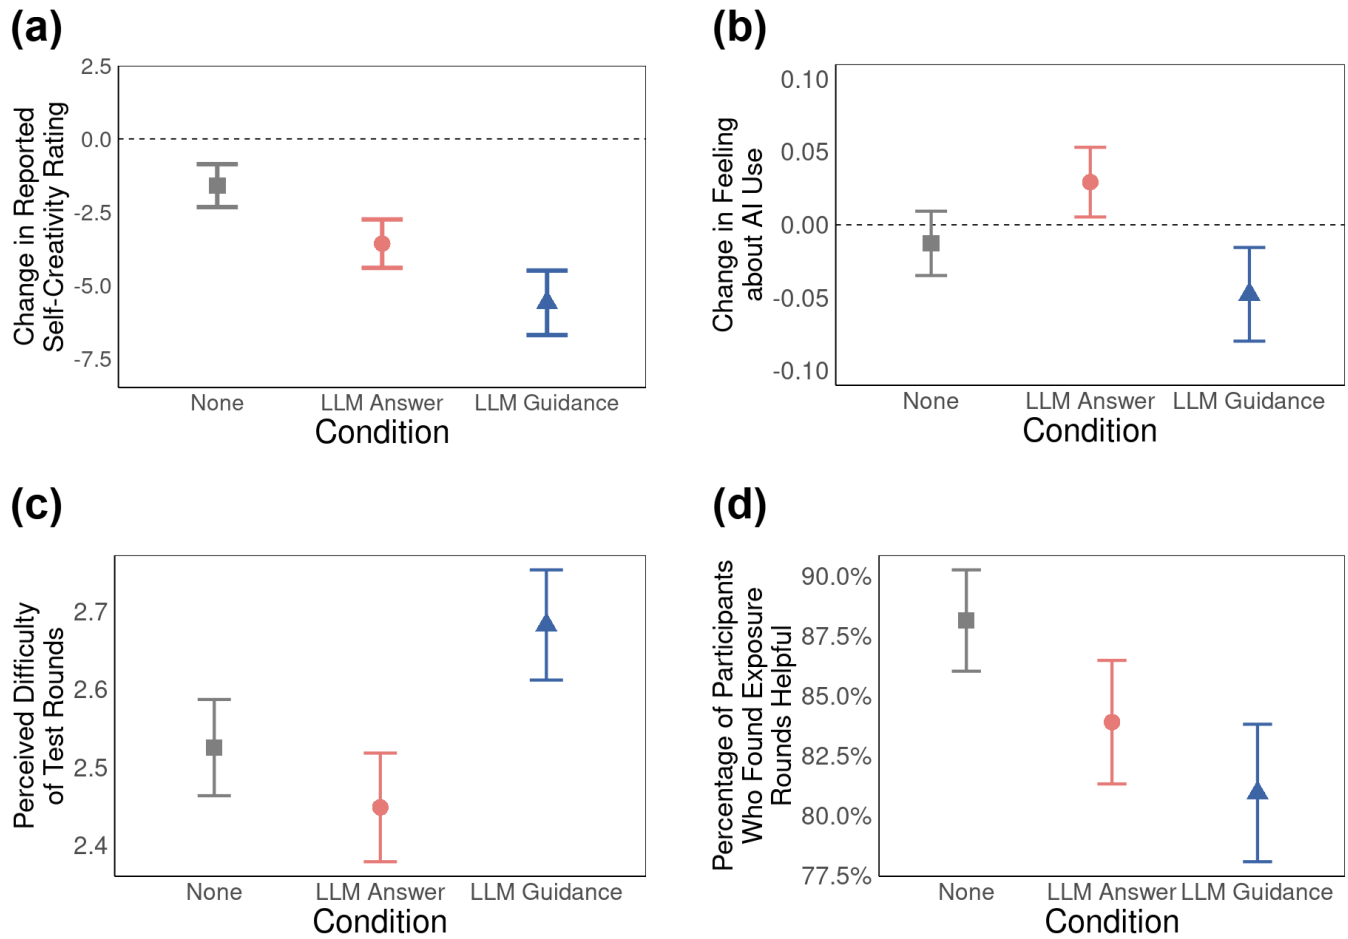 (a)
2.5
0.0
-2.5
-5.0
-7.5
Change in Reported
Self-Creativity Rating
None LLM Answer LLM Guidance
Condition
(b)
0.10
0.05
0.00
-0.05
-0.10
Change in Feeling
about AI Use
None LLM Answer LLM Guidance
Condition
(c)
2.7
2.6
2.5
2.4
Perceived Difficulty
of Test Rounds
None LLM Answer LLM Guidance
Condition
(d)
90.0%
87.5%
85.0%
82.5%
80.0%
77.5%
Percentage of Participants
Who Found Exposure
Rounds Helpful
None LLM Answer LLM Guidance
Condition